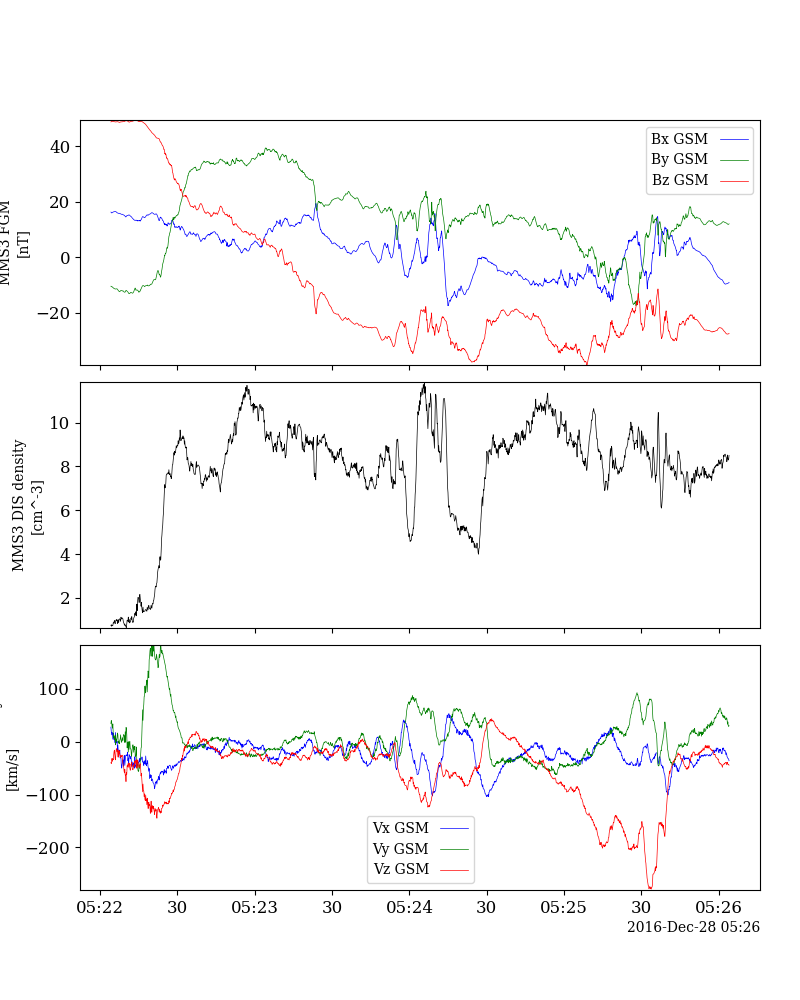 MMS3 FGM
[nT]
40
20
0
−20
Bx GSM
By GSM
Bz GSM
MMS3 DIS density
[cm^-3]
10
8
6
4
2
[km/s]
100
0
−100
−200
Vx GSM
Vy GSM
Vz GSM
05:22 30 05:23 30 05:24 30 05:25 30 05:26
2016-Dec-28 05:26